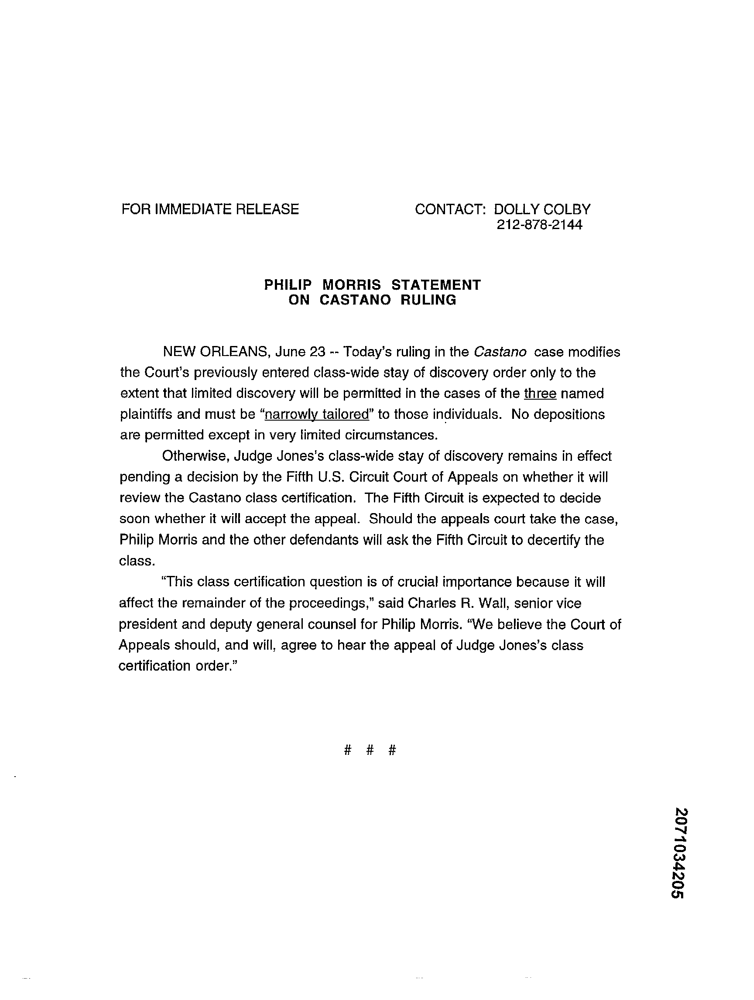 FOR IMMEDIATE RELEASE CONTACT: DOLLY COLBY
212-878-2144
PHILIP MORRIS STATEMENT
ON CASTANO RULING
NEW ORLEANS, June 23 -- Today's ruling in the Castano case modifies
the Court's previously entered class-wide stay of discovery order only to the
extent that limited discovery will be permitted in the cases of the three named
plaintiffs and must be “narrowly tailored” to those individuals. No depositions
are permitted except in very limited circumstances.
Otherwise, Judge Jones's class-wide stay of discovery remains in effect
pending a decision by the Fifth U.S. Circuit Court of Appeals on whether it will
review the Castano class certification. The Fifth Circuit is expected to decide
soon whether it will accept the appeal. Should the appeals court take the case,
Philip Morris and the other defendants will ask the Fifth Circuit to decertify the
class.
“This class certification question is of crucial importance because it will
affect the remainder of the proceedings,” said Charles R. Wall, senior vice
president and deputy general counsel for Philip Morris. “We believe the Court of
Appeals should, and will, agree to hear the appeal of Judge Jones's class
certification order.”
# # #
2071034205